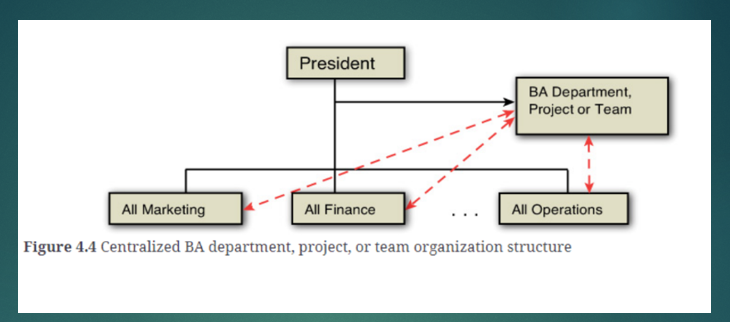 President
BA Department,
Project or Team
All Marketing
All Finance
. . .
All Operations
Figure 4.4 Centralized BA department, project, or team organization structure